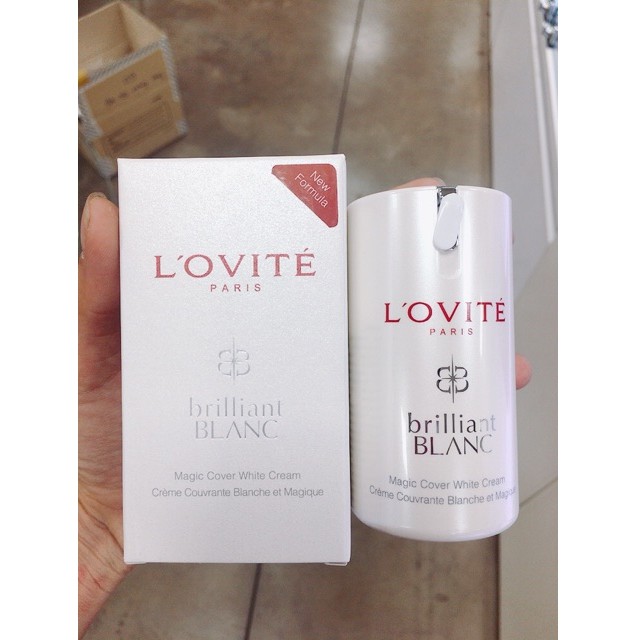 New
Formula
L'OVITÉ
PARIS
brilliant
BLANC
Magic Cover White Cream
Crème Couvrante Blanche et Magique
L'OVITÉ
PARIS
brilliant
BLANC
Magic Cover White Cream
Crème Couvrante Blanche et Magique